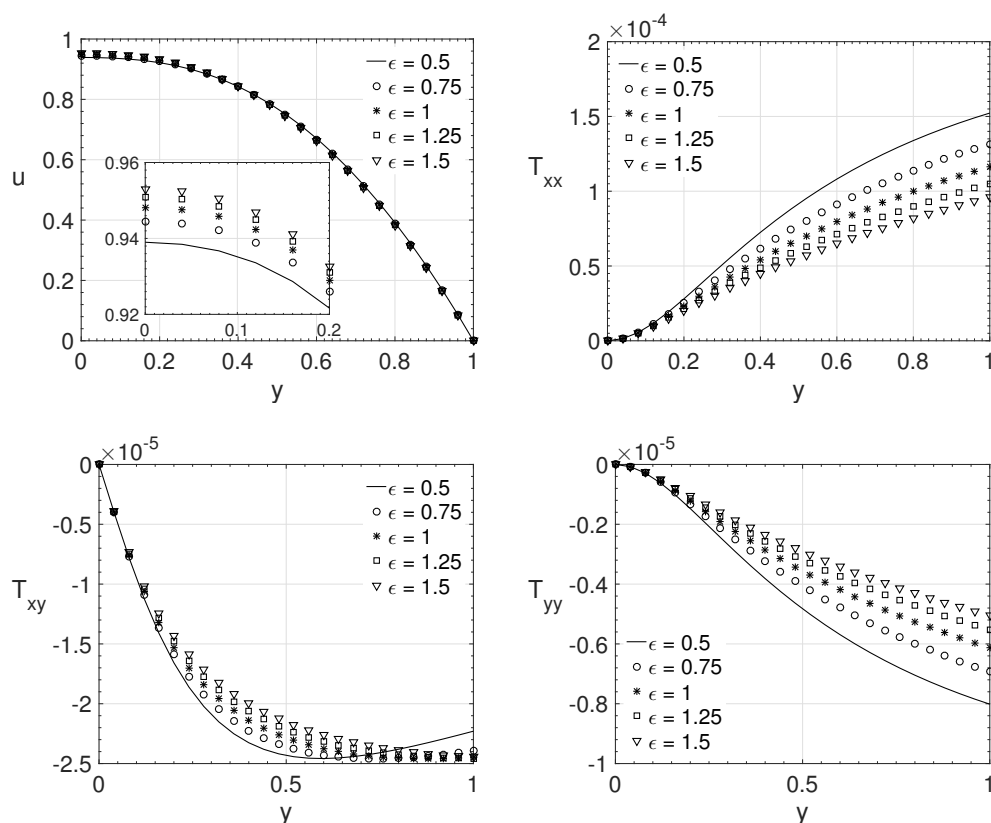 1
0.8
0.6
0.4
0.2
0
u
0 0.2 0.4 0.6 0.8 1
y
ϵ = 0.5
ϵ = 0.75
ϵ = 1
ϵ = 1.25
ϵ = 1.5
0.96
0.94
0.92
0 0.1 0.2
×10⁻⁴
2
1.5
1
0.5
0
T_xx
0 0.2 0.4 0.6 0.8 1
y
ϵ = 0.5
ϵ = 0.75
ϵ = 1
ϵ = 1.25
ϵ = 1.5
×10⁻⁵
0
-0.5
-1
-1.5
-2
-2.5
T_xy
0 0.5 1
y
ϵ = 0.5
ϵ = 0.75
ϵ = 1
ϵ = 1.25
ϵ = 1.5
×10⁻⁵
0
-0.2
-0.4
-0.6
-0.8
-1
T_yy
0 0.5 1
y
ϵ = 0.5
ϵ = 0.75
ϵ = 1
ϵ = 1.25
ϵ = 1.5